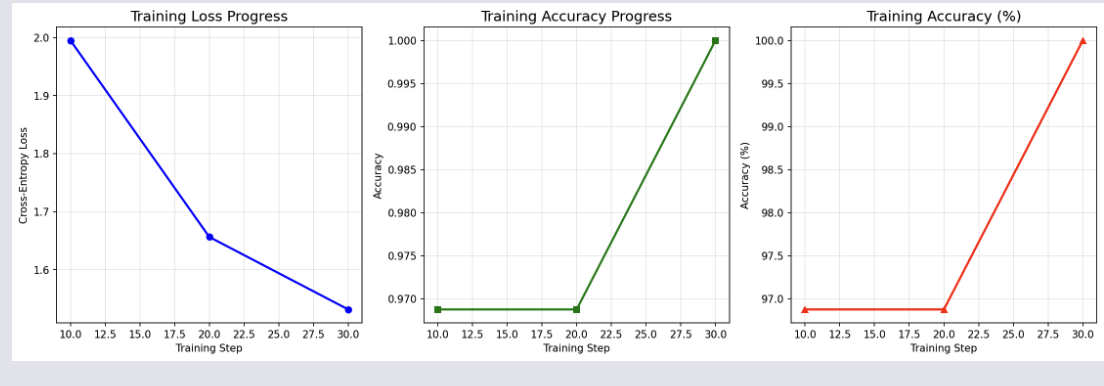 Training Loss Progress
2.0
1.9
1.8
1.7
1.6
Cross-Entropy Loss
10.0 12.5 15.0 17.5 20.0 22.5 25.0 27.5 30.0
Training Step
Training Accuracy Progress
1.000
0.995
0.990
0.985
0.980
0.975
0.970
Accuracy
10.0 12.5 15.0 17.5 20.0 22.5 25.0 27.5 30.0
Training Step
Training Accuracy (%)
100.0
99.5
99.0
98.5
98.0
97.5
97.0
Accuracy (%)
10.0 12.5 15.0 17.5 20.0 22.5 25.0 27.5 30.0
Training Step